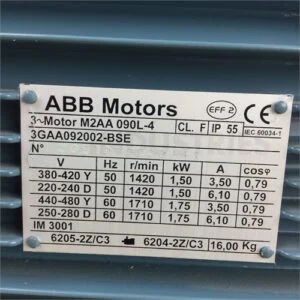 ABB Motors
EFF 2 CE
3~Motor M2AA 090L-4 CL. F IP 55 IEC 60034-1
3GAA092002-BSE
N°
V Hz r/min kW A cosφ
380-420 Y 50 1420 1,50 3,50 0,79
220-240 D 50 1420 1,50 6,10 0,79
440-480 Y 60 1710 1,75 3,50 0,79
250-280 D 60 1710 1,75 6,10 0,79
IM 3001
6205-2Z/C3 6204-2Z/C3 16,00 Kg